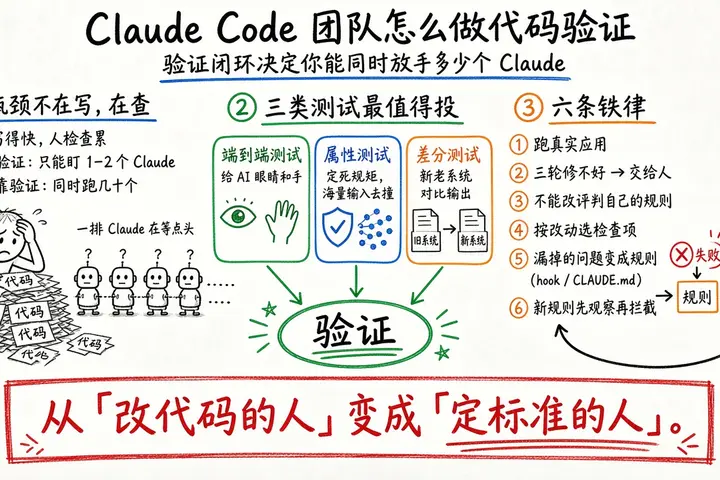 Claude Code 团队怎么做代码验证
验证闭环决定你能同时放手多少个 Claude
瓶颈不在写,在查
写得快,人检查累
验证:只能盯 1-2 个 Claude
靠验证:同时跑几十个
一排 Claude 在等点头
? ? ? ?
代码
代码
代码
代码
代码
② 三类测试最值得投
端到端测试
给 AI 眼睛和手
属性测试
定死规矩,
海量输入去撞
差分测试
新老系统
对比输出
旧系统
新系统
验证
③ 六条铁律
① 跑真实应用
② 三轮修不好 → 交给人
③ 不能改评判自己的规则
④ 按改动选检查项
⑤ 漏掉的问题变成规则
(hook / CLAUDE.md)
⑥ 新规则先观察再拦截
失败
规则
从「改代码的人」变成「定标准的人」。